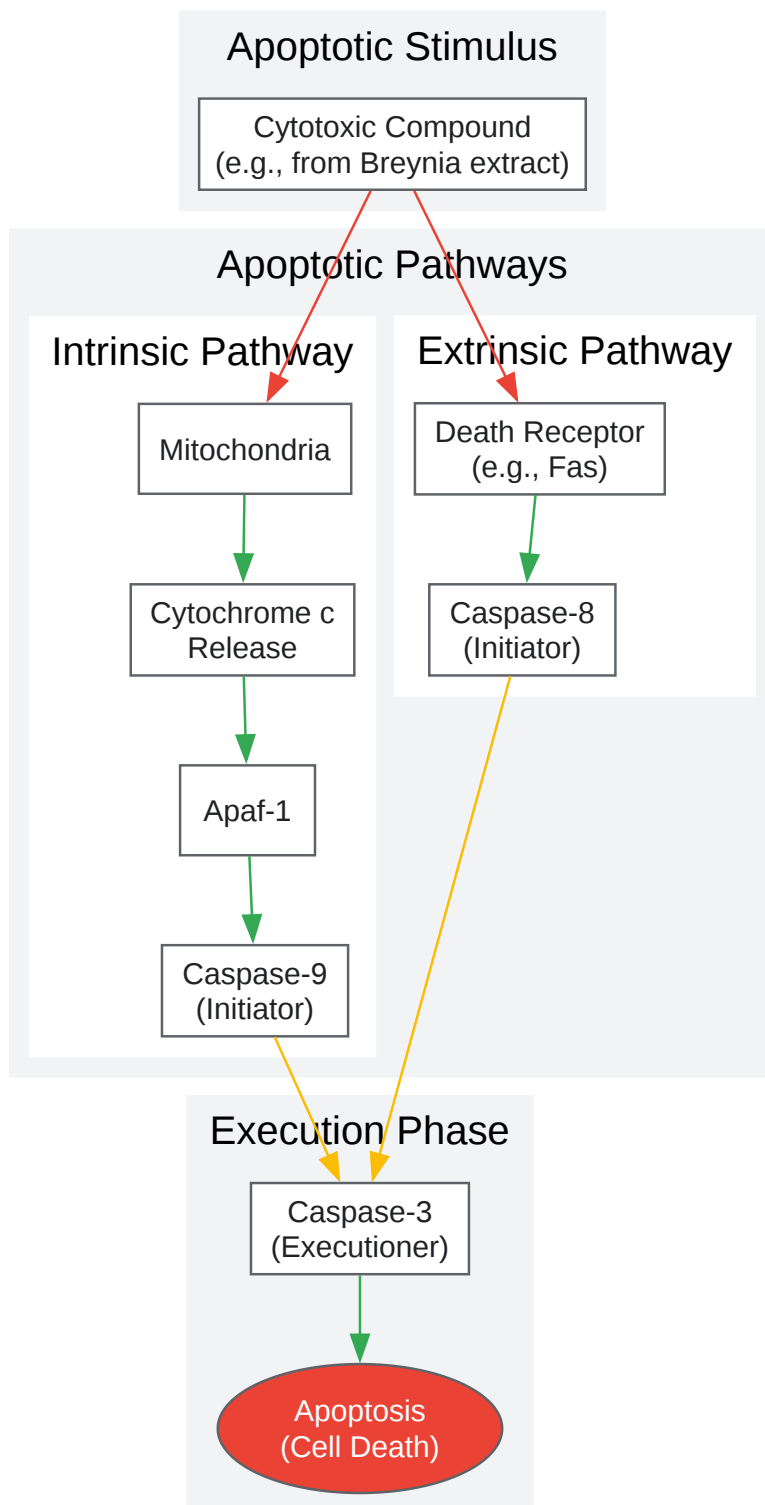 Apoptotic Stimulus
Cytotoxic Compound
(e.g., from Breynia extract)
Apoptotic Pathways
Intrinsic Pathway
Mitochondria
Cytochrome c
Release
Apaf-1
Caspase-9
(Initiator)
Extrinsic Pathway
Death Receptor
(e.g., Fas)
Caspase-8
(Initiator)
Execution Phase
Caspase-3
(Executioner)
Apoptosis
(Cell Death)